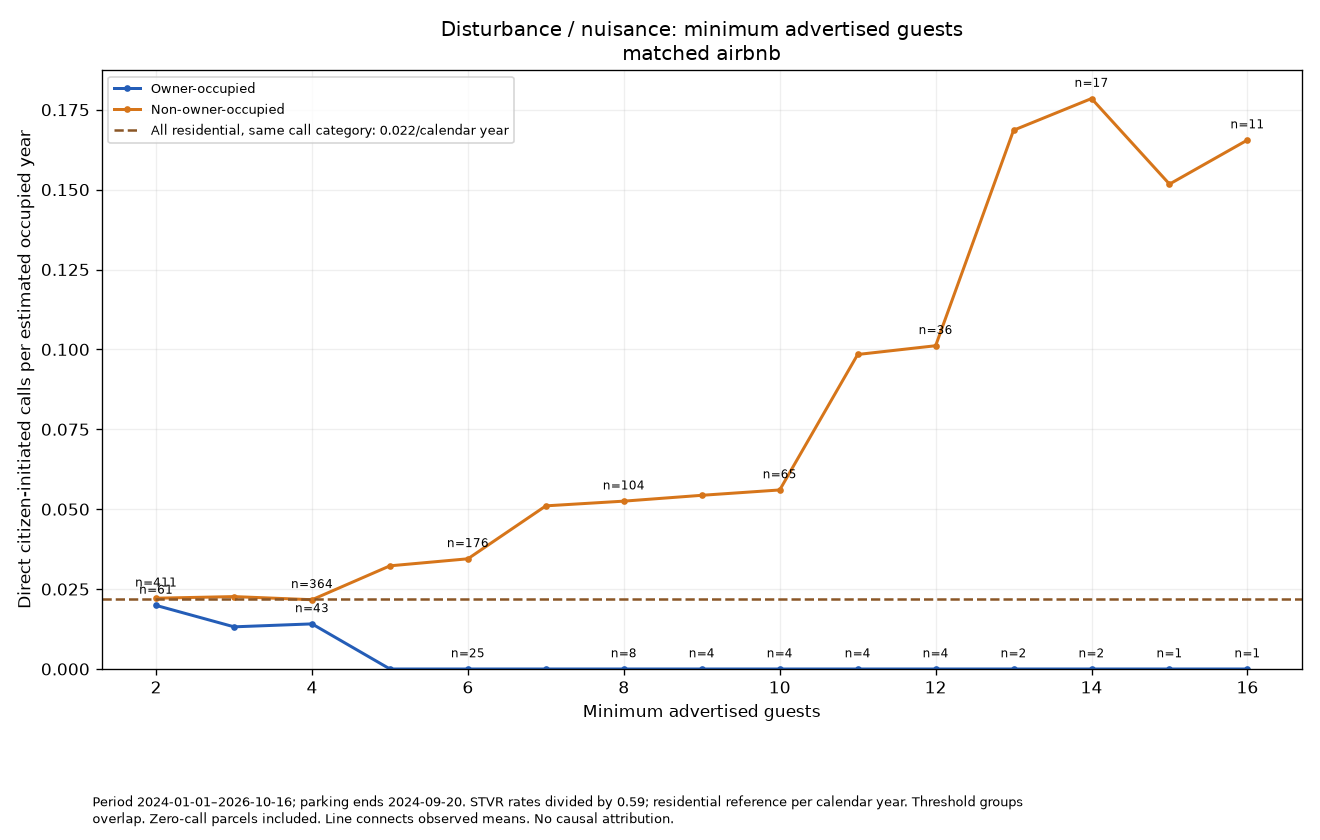 Disturbance / nuisance: minimum advertised guests
matched airbnb
Owner-occupied
Non-owner-occupied
All residential, same call category: 0.022/calendar year
Direct citizen-initiated calls per estimated occupied year
0.175
0.150
0.125
0.100
0.075
0.050
0.025
0.000
n=17
n=11
n=36
n=65
n=104
n=176
n=411
n=364
n=61
n=43
n=25
n=8
n=4
n=4
n=4
n=4
n=2
n=2
n=1
n=1
2
4
6
8
10
12
14
16
Minimum advertised guests
Period 2024-01-01–2026-10-16; parking ends 2024-09-20. STVR rates divided by 0.59; residential reference per calendar year. Threshold groups
overlap. Zero-call parcels included. Line connects observed means. No causal attribution.